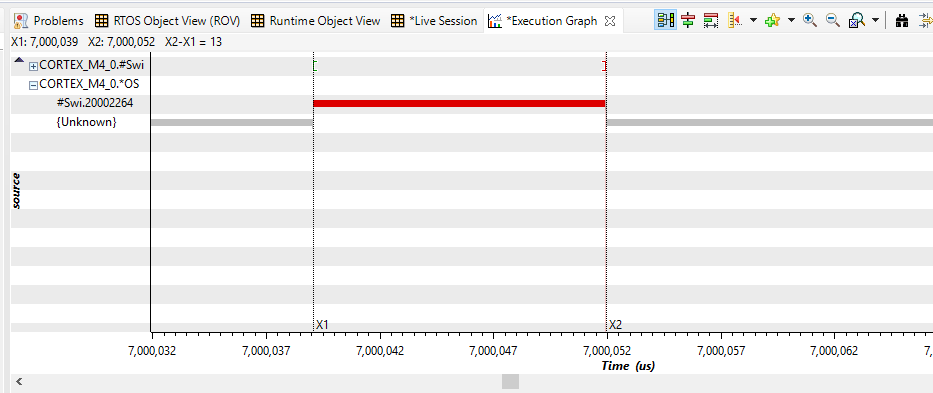 Problems RTOS Object View (ROV) Runtime Object View *Live Session *Execution Graph
X1: 7,000,039 X2: 7,000,052 X2-X1 = 13
CORTEX_M4_0.#Swi
CORTEX_M4_0.*OS
#Swi.20002264
{Unknown}
source
X1 X2
7,000,032 7,000,037 7,000,042 7,000,047 7,000,052 7,000,057 7,000,062 7,
Time (us)